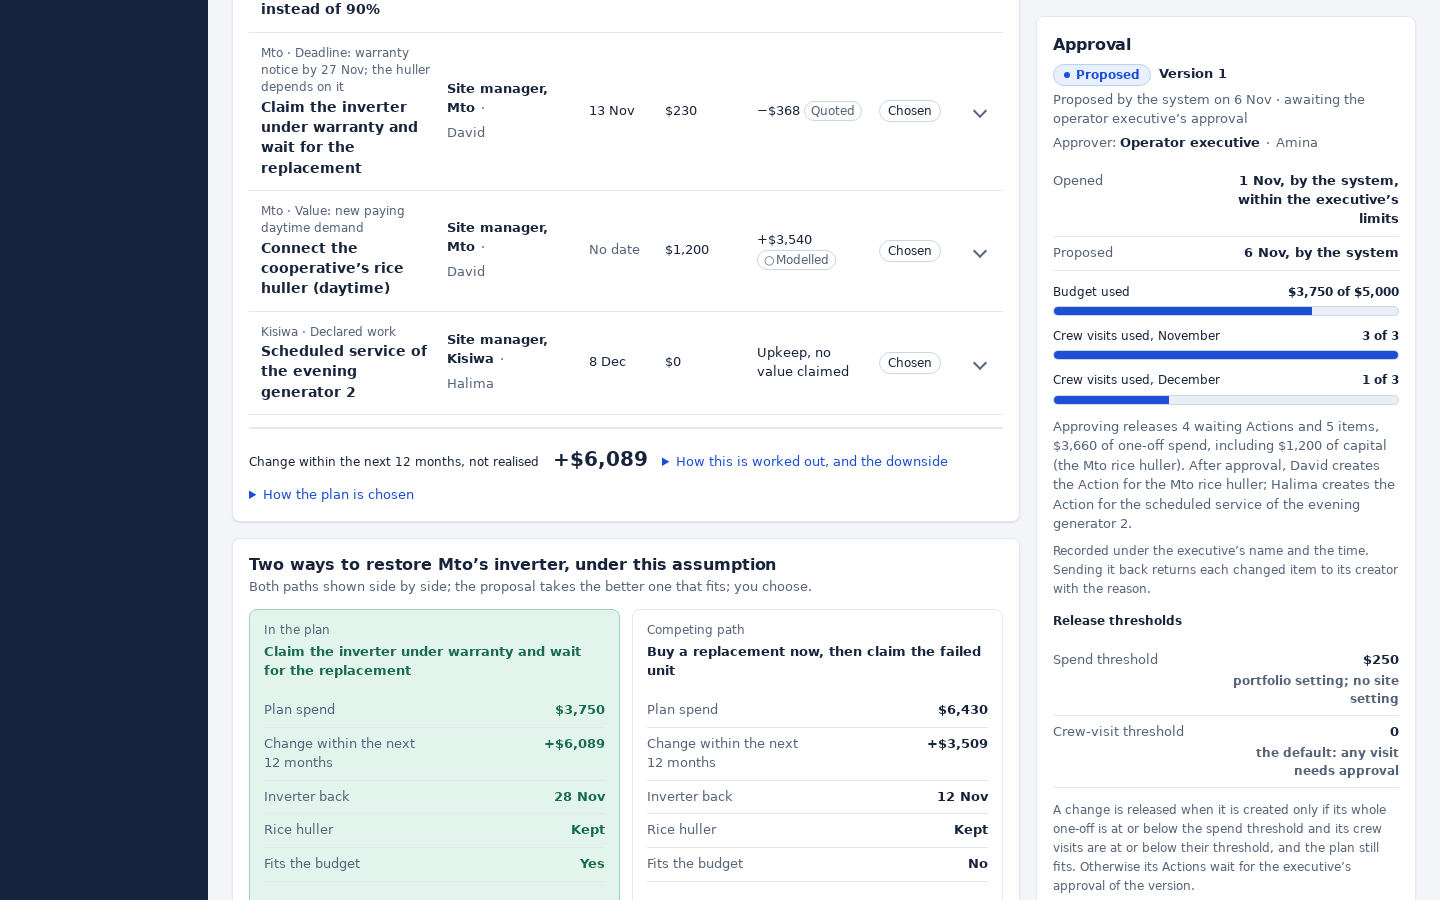 instead of 90%
Mto · Deadline: warranty
notice by 27 Nov; the huller
depends on it
Claim the inverter
under warranty and
wait for the
replacement
Site manager,
Mto ·
David
13 Nov
$230
−$368 Quoted
Chosen
Mto · Value: new paying
daytime demand
Connect the
cooperative’s rice
huller (daytime)
Site manager,
Mto ·
David
No date
$1,200
+$3,540
Modelled
Chosen
Kisiwa · Declared work
Scheduled service of
the evening
generator 2
Site manager,
Kisiwa ·
Halima
8 Dec
$0
Upkeep, no
value claimed
Chosen
Change within the next 12 months, not realised +$6,089 How this is worked out, and the downside
How the plan is chosen
Two ways to restore Mto’s inverter, under this assumption
Both paths shown side by side; the proposal takes the better one that fits; you choose.
In the plan
Claim the inverter under warranty and wait
for the replacement
Plan spend $3,750
Change within the next +$6,089
12 months
Inverter back 28 Nov
Rice huller Kept
Fits the budget Yes
Competing path
Buy a replacement now, then claim the failed
unit
Plan spend $6,430
Change within the next +$3,509
12 months
Inverter back 12 Nov
Rice huller Kept
Fits the budget No
Approval
Proposed Version 1
Proposed by the system on 6 Nov · awaiting the
operator executive’s approval
Approver: Operator executive · Amina
Opened 1 Nov, by the system,
within the executive’s
limits
Proposed 6 Nov, by the system
Budget used $3,750 of $5,000
Crew visits used, November 3 of 3
Crew visits used, December 1 of 3
Approving releases 4 waiting Actions and 5 items,
$3,660 of one-off spend, including $1,200 of capital
(the Mto rice huller). After approval, David creates
the Action for the Mto rice huller; Halima creates the
Action for the scheduled service of the evening
generator 2.
Recorded under the executive’s name and the time.
Sending it back returns each changed item to its creator
with the reason.
Release thresholds
Spend threshold $250
portfolio setting; no site
setting
Crew-visit threshold 0
the default: any visit
needs approval
A change is released when it is created only if its whole
one-off is at or below the spend threshold and its crew
visits are at or below their threshold, and the plan still
fits. Otherwise its Actions wait for the executive’s
approval of the version.